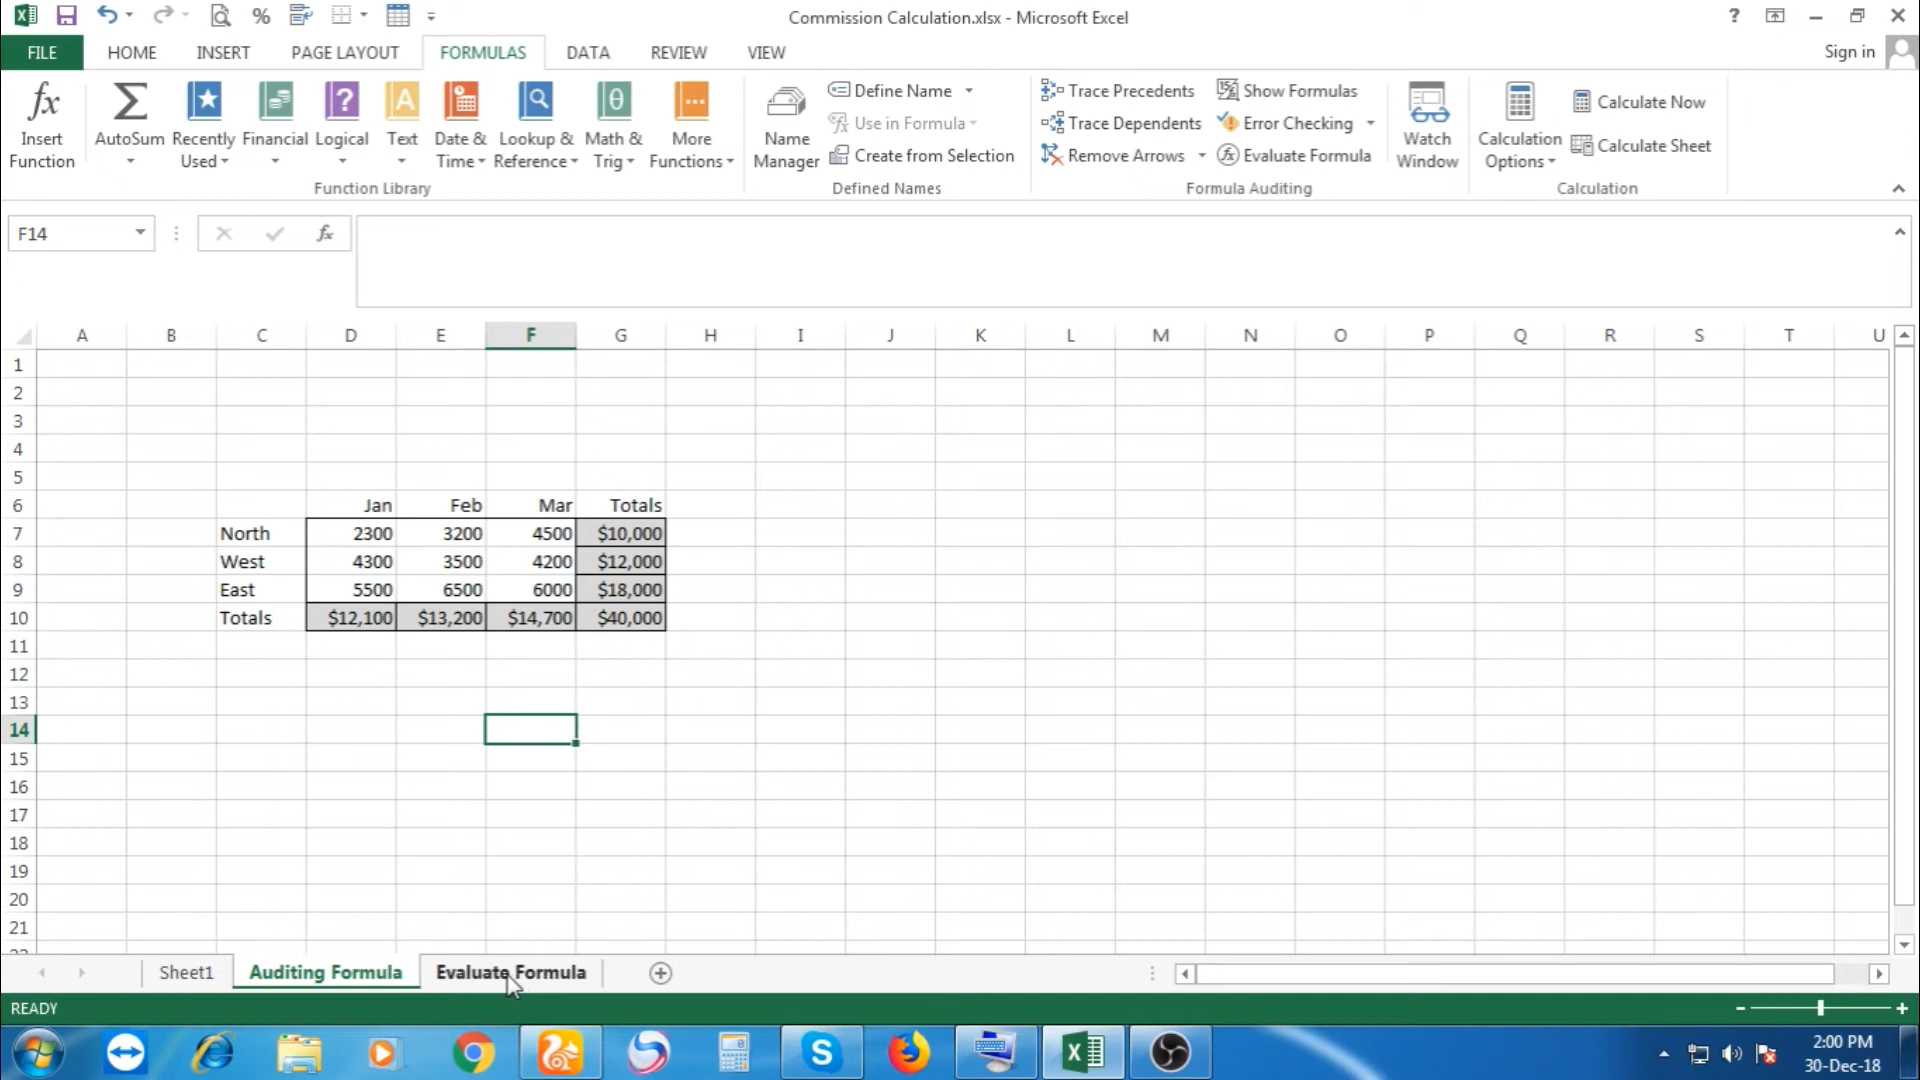 Commission Calculation.xlsx - Microsoft Excel
FILE HOME INSERT PAGE LAYOUT FORMULAS DATA REVIEW VIEW Sign in
Insert Function
AutoSum
Recently Used
Financial
Logical
Text
Date & Time
Lookup & Reference
Math & Trig
More Functions
Function Library
Name Manager
Define Name
Use in Formula
Create from Selection
Defined Names
Trace Precedents
Trace Dependents
Remove Arrows
Show Formulas
Error Checking
Evaluate Formula
Formula Auditing
Watch Window
Calculation Options
Calculate Now
Calculate Sheet
Calculation
F14
A B C D E F G H I J K L M N O P Q R S T U
1
2
3
4
5
6 Jan Feb Mar Totals
7 North 2300 3200 4500 $10,000
8 West 4300 3500 4200 $12,000
9 East 5500 6500 6000 $18,000
10 Totals $12,100 $13,200 $14,700 $40,000
11
12
13
14
15
16
17
18
19
20
21
Sheet1 Auditing Formula Evaluate Formula
READY
2:00 PM
30-Dec-18